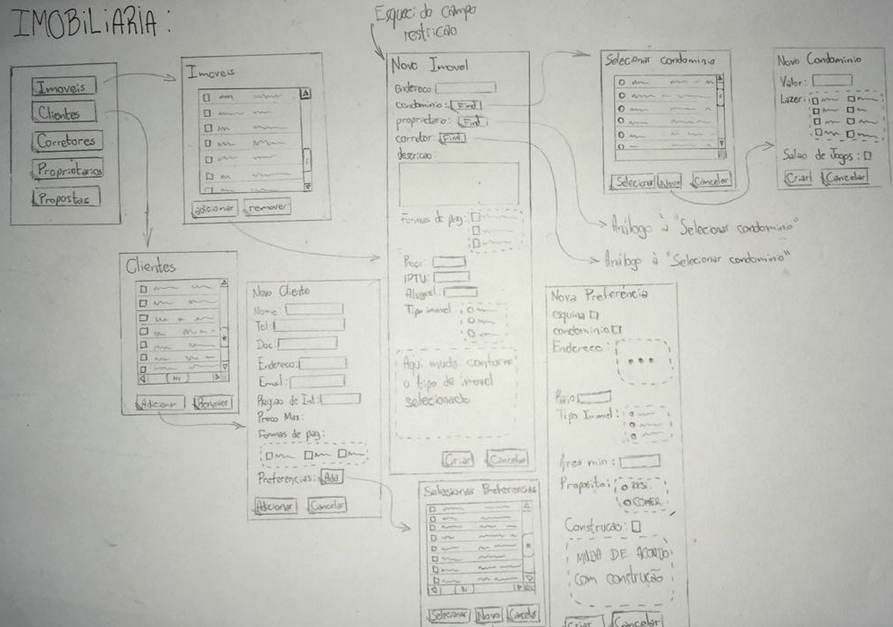 IMOBILIARIA:
Esqueci do campo
restricao
Imoveis
Clientes
Corretores
Proprietarios
Propostas
Imoveis
adicionar
remover
Clientes
Adicionar
Remover
Novo Cliente
Nome:
Tel:
Doc:
Endereco:
Email:
Regiao de Int:
Preco Max:
Formas de pag:
Preferencias: Add
Adicionar
Cancelar
Novo Imovel
Endereco
condominio: Find
proprietario: Find
corretor: Find
descricao:
Formas de pag:
Preco:
IPTU:
Aluguel:
Tipo imovel
Aqui muda conforme
o tipo de imovel
selecionado
Criar
Cancelar
Selecionar condominio
Selecionar
Novo
Cancelar
Novo Condominio
Valor:
Lazer:
Salao de Jogos:
Criar
Cancelar
Análogo à "Selecionar condominio"
Análogo à "Selecionar condominio"
Selecionar Preferencias
Selecionar
Novo
Cancelar
Nova Preferência
esquina
condominio
Endereco:
Tipo Imovel:
Area min:
Proposito:
RESI
COMER
Construcao:
MUDA DE ACORDO
com construção
Criar
Cancelar